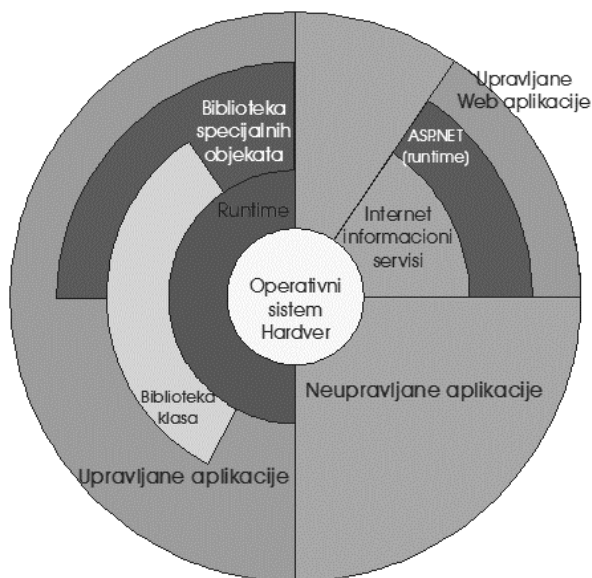 Upravljane
Web aplikacije
Biblioteka
specijalnih
objekata
ASP.NET
(runtime)
Runtime
Internet
informacioni
servisi
Operativni
sistem
Hardver
Neupravljane aplikacije
Biblioteka
klasa
Upravljane aplikacije